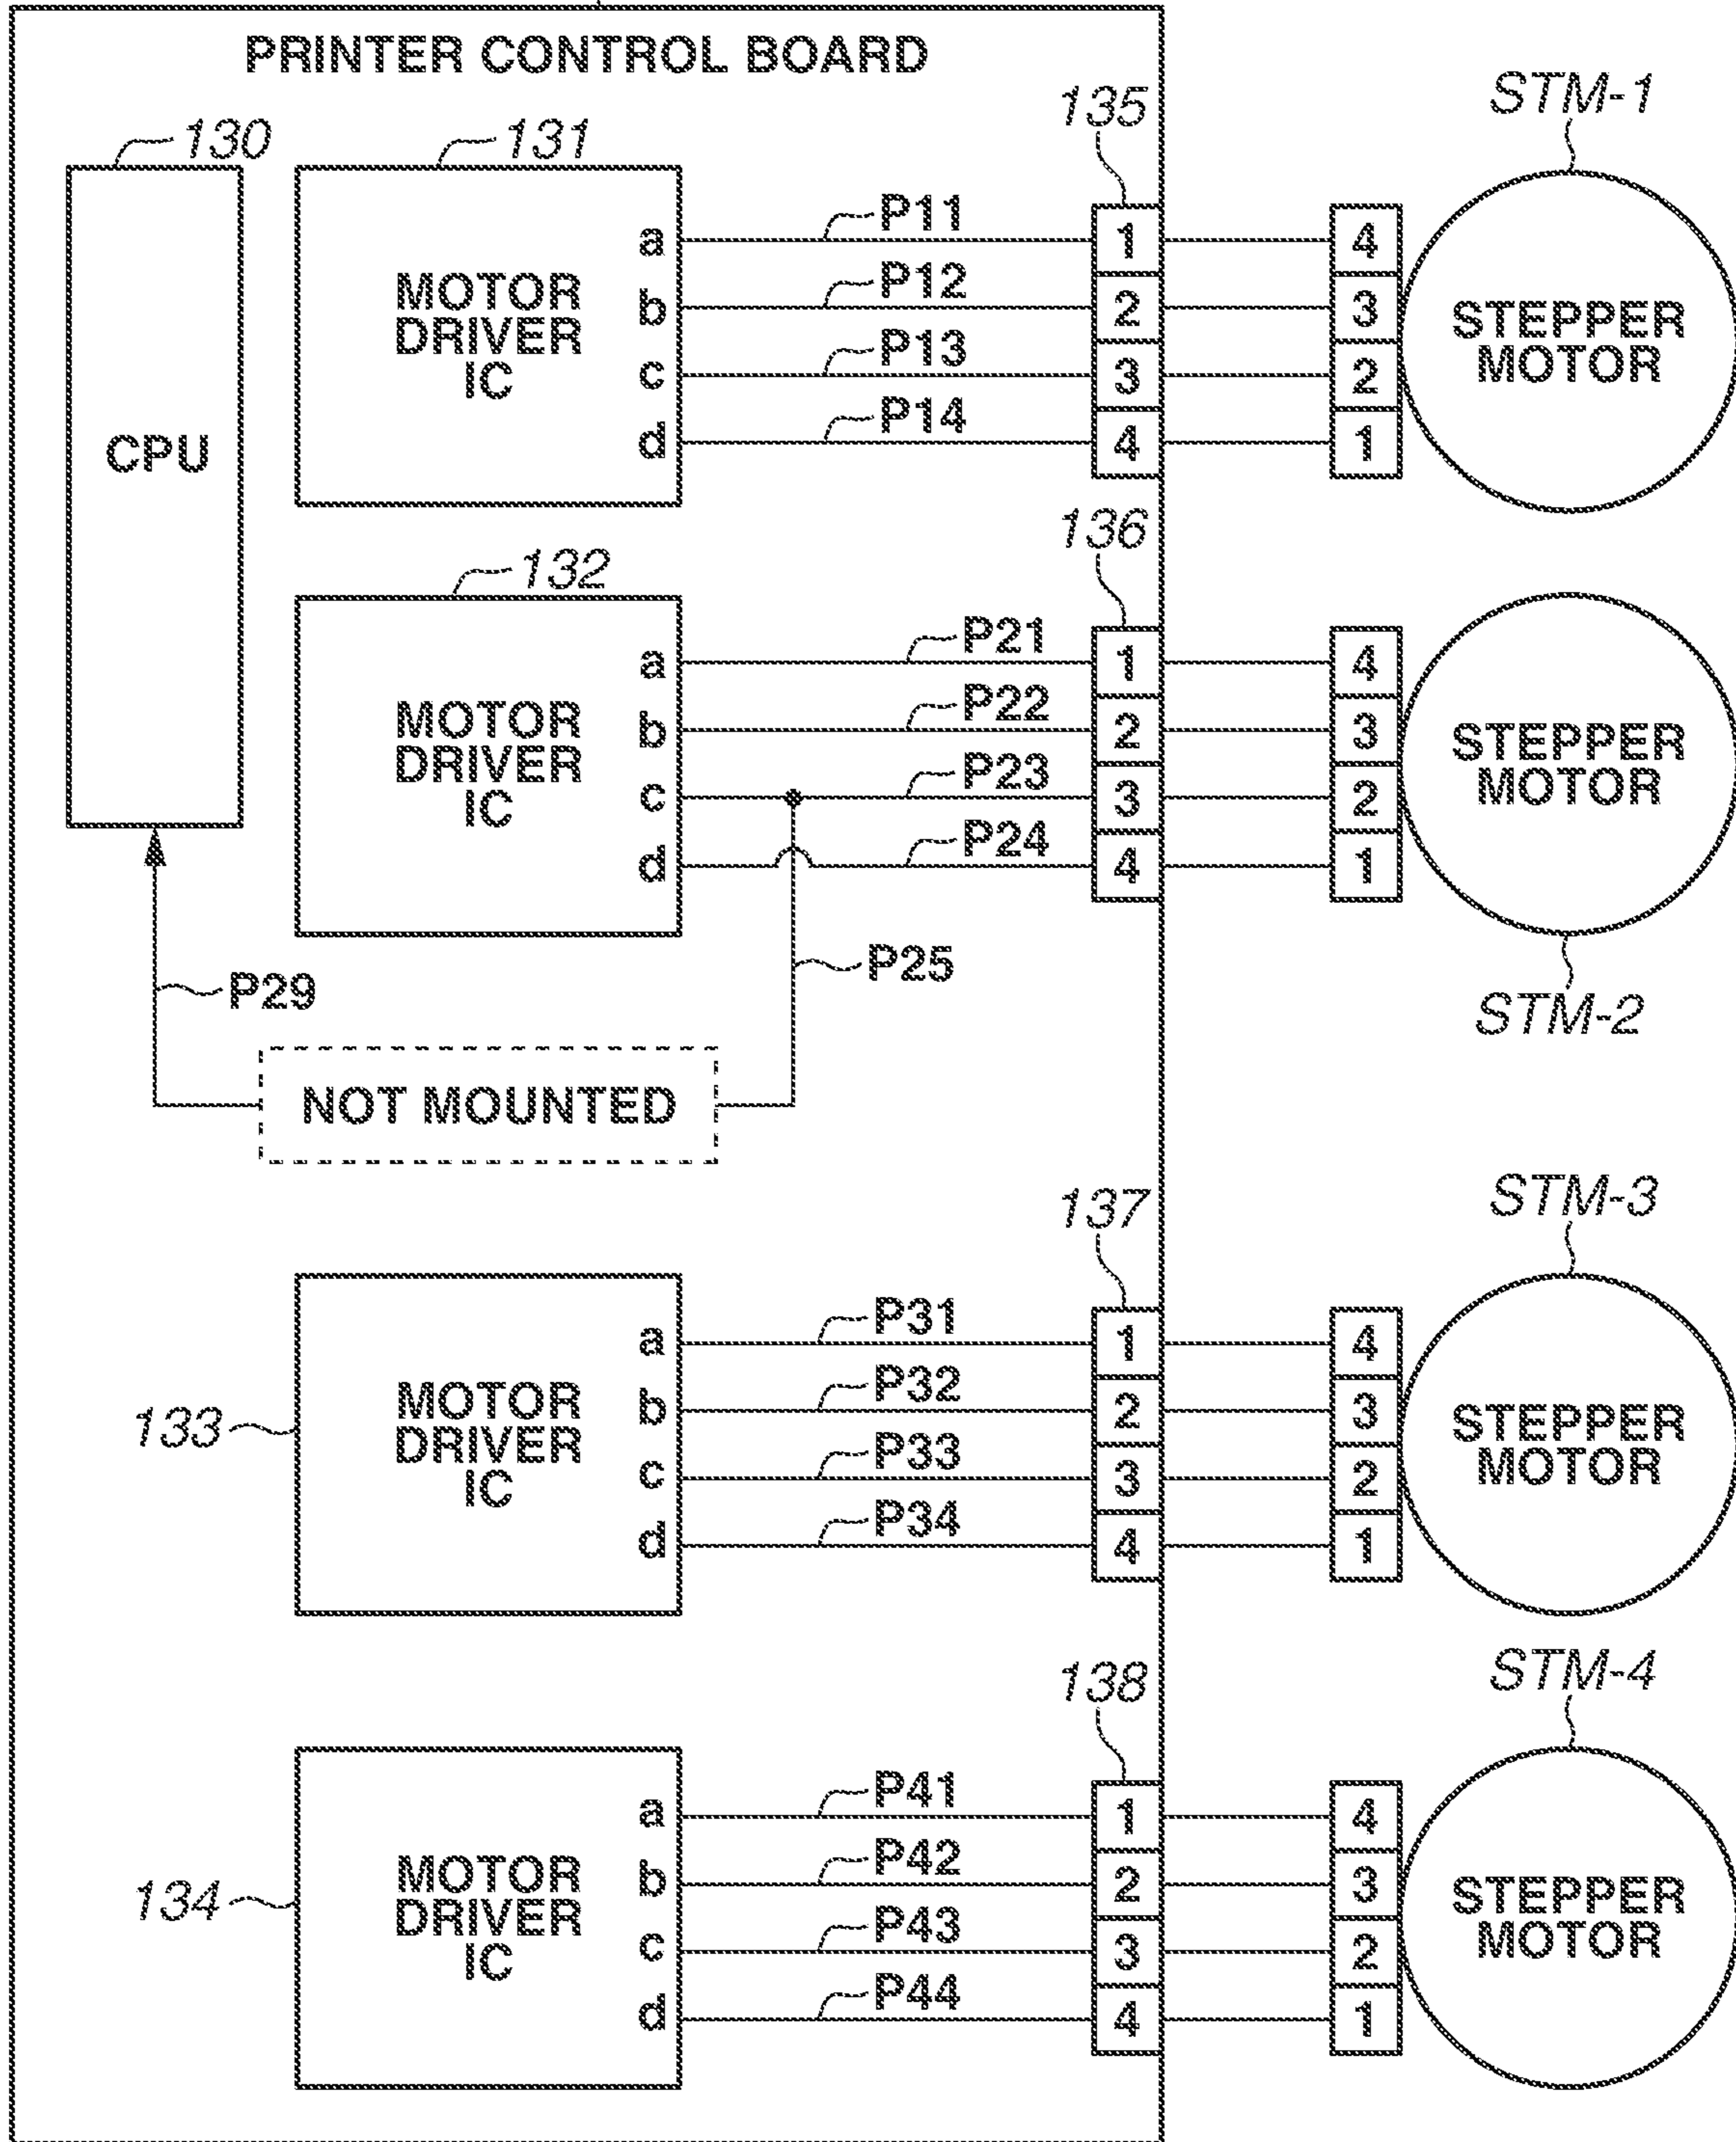 PRINTER CONTROL BOARD
130
131
135
STM-1
CPU
MOTOR
DRIVER
IC
a
b
c
d
P11
P12
P13
P14
1
2
3
4
4
3
2
1
STEPPER
MOTOR
132
136
MOTOR
DRIVER
IC
a
b
c
d
P21
P22
P23
P24
1
2
3
4
4
3
2
1
STEPPER
MOTOR
STM-2
P25
P29
NOT MOUNTED
133
137
STM-3
MOTOR
DRIVER
IC
a
b
c
d
P31
P32
P33
P34
1
2
3
4
4
3
2
1
STEPPER
MOTOR
134
138
STM-4
MOTOR
DRIVER
IC
a
b
c
d
P41
P42
P43
P44
1
2
3
4
4
3
2
1
STEPPER
MOTOR